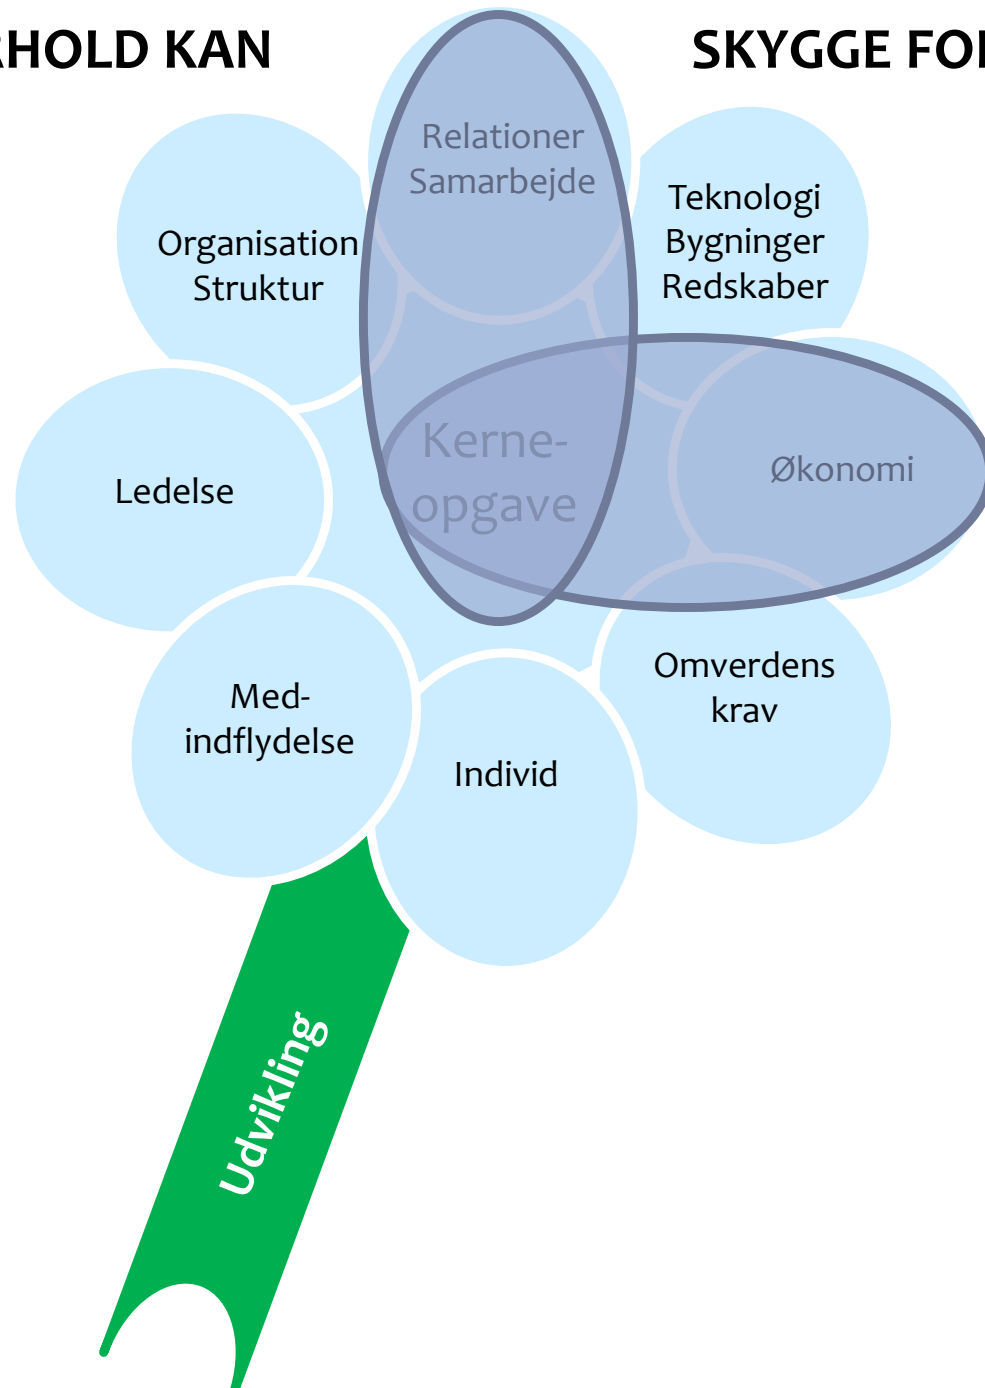 RHOLD KAN
SKYGGE FO
Relationer
Samarbejde
Teknologi
Bygninger
Redskaber
Organisation
Struktur
Kerne-
opgave
Økonomi
Ledelse
Omverdens
krav
Med-
indflydelse
Individ
Udvikling